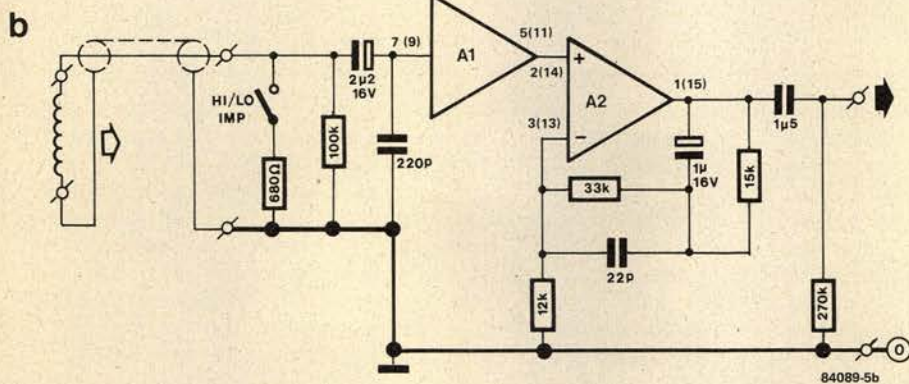 b
7 (9)
A1
5(11)
2(14)
+
A2
1(15)
3(13)
−
HI/LO
IMP
2µ2
16V
100k
220p
680Ω
33k
1µ
16V
15k
1µ5
22p
12k
270k
0
84089-5b